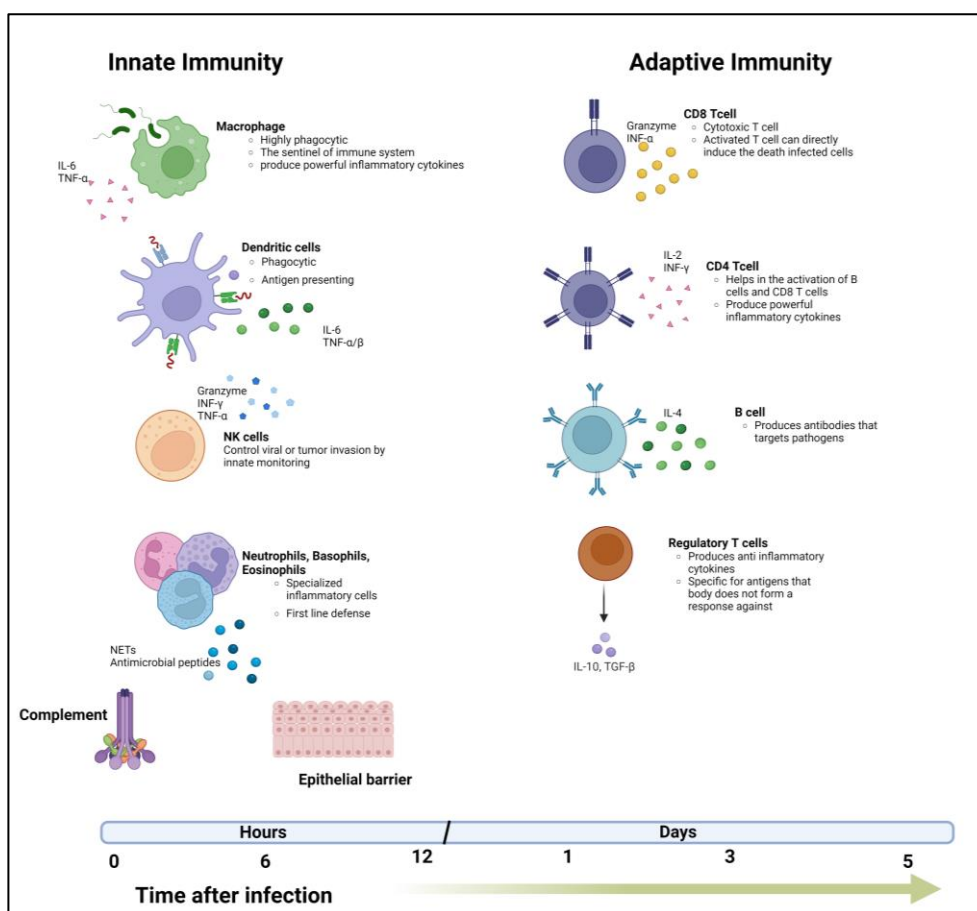 Innate Immunity
Macrophage
Highly phagocytic
The sentinel of immune system
produce powerful inflammatory cytokines
IL-6
TNF-α
Dendritic cells
Phagocytic
Antigen presenting
IL-6
TNF-α/β
Granzyme
INF-γ
TNF-α
NK cells
Control viral or tumor invasion by
innate monitoring
Neutrophils, Basophils,
Eosinophils
Specialized
inflammatory cells
First line defense
NETs
Antimicrobial peptides
Complement
Epithelial barrier
Adaptive Immunity
CD8 Tcell
Granzyme
INF-α
Cytotoxic T cell
Activated T cell can directly
induce the death infected cells
IL-2
INF-γ
CD4 Tcell
Helps in the activation of B
cells and CD8 T cells
Produce powerful
inflammatory cytokines
IL-4
B cell
Produces antibodies that
targets pathogens
Regulatory T cells
Produces anti inflammatory
cytokines
Specific for antigens that
body does not form a
response against
IL-10, TGF-β
Hours / Days
0 6 12 1 3 5
Time after infection